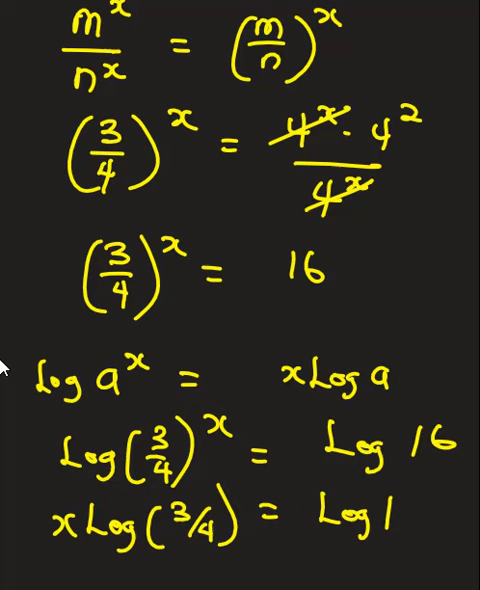 m^x / n^x = (m/n)^x
(3/4)^x = 4^x · 4^2 / 4^x
(3/4)^x = 16
Log a^x = x Log a
Log (3/4)^x = Log 16
x Log (3/4) = Log 1